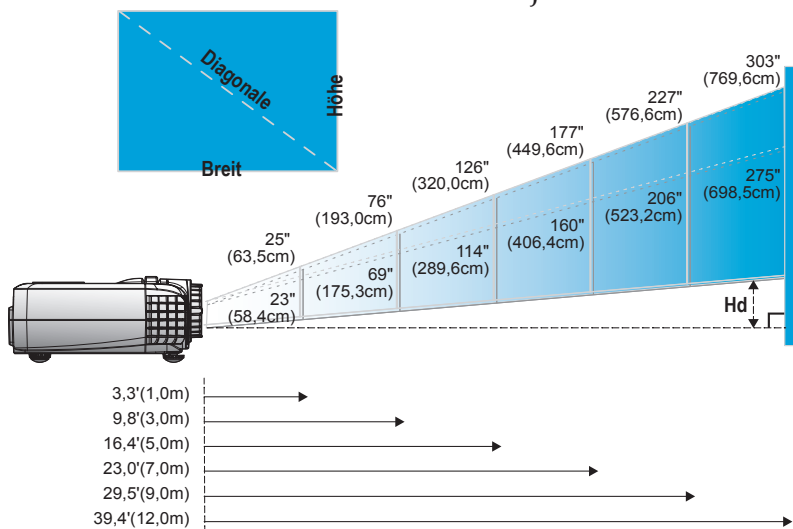 Diagonale
Höhe
Breit
303"
(769,6cm)
227"
(576,6cm)
177"
(449,6cm)
126"
(320,0cm)
76"
(193,0cm)
25"
(63,5cm)
275"
(698,5cm)
206"
(523,2cm)
160"
(406,4cm)
114"
(289,6cm)
69"
(175,3cm)
23"
(58,4cm)
Hd
3,3'(1,0m)
9,8'(3,0m)
16,4'(5,0m)
23,0'(7,0m)
29,5'(9,0m)
39,4'(12,0m)